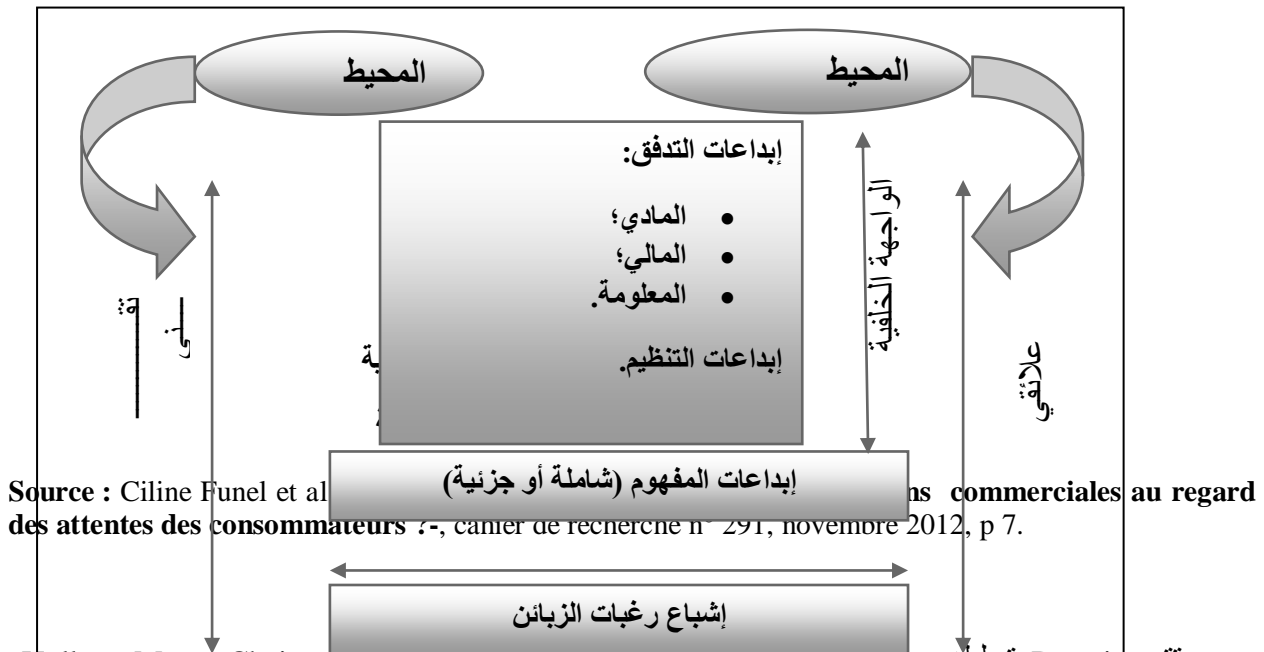 المحيط
المحيط
إبداعات التدفق:
• المادي؛
• المالي؛
• المعلومة.
إبداعات التنظيم.
الواجهة الخلفية
علائقي
إبداعات المفهوم (شاملة أو جزئية)
Source : Ciline Funel et al
commerciales au regard
des attentes des consommateurs ?-, cahier de recherche n° 291, novembre 2012, p 7.
إشباع رغبات الزبائن